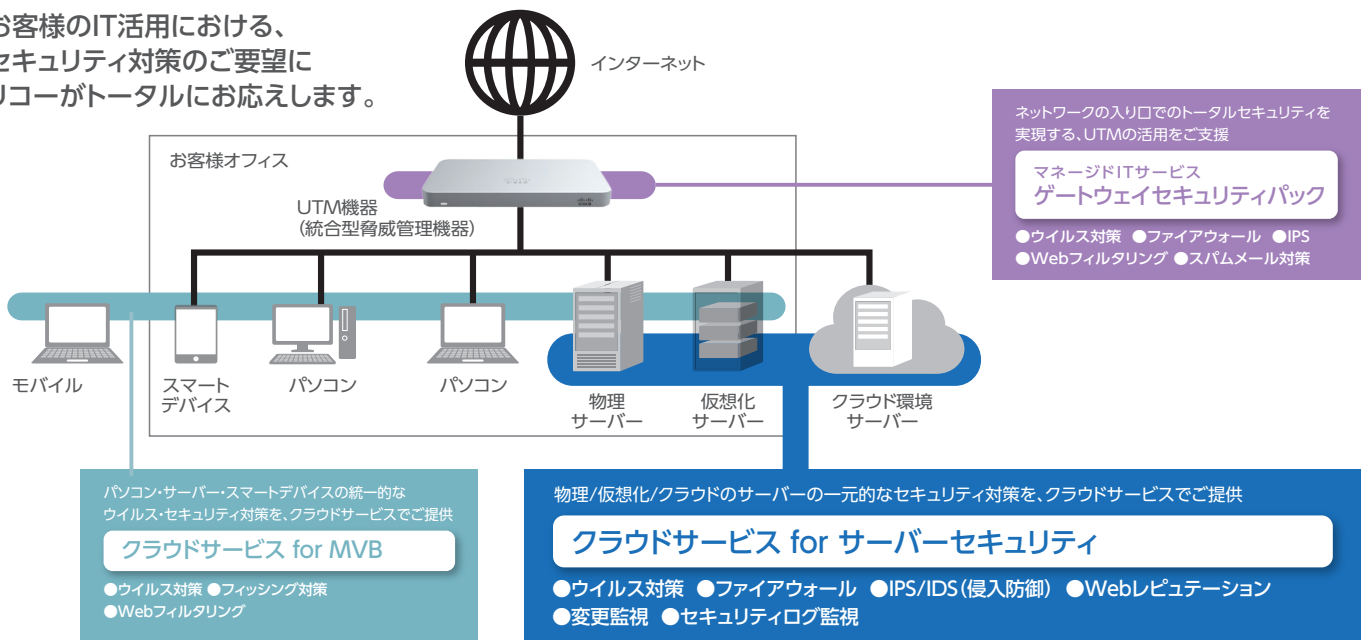 お客様のIT活用における、
セキュリティ対策のご要望に
リコーがトータルにお応えします。
インターネット
お客様オフィス
UTM機器
（統合型脅威管理機器）
ネットワークの入り口でのトータルセキュリティを
実現する、UTMの活用をご支援
マネージドITサービス
ゲートウェイセキュリティパック
●ウイルス対策 ●ファイアウォール ●IPS
●Webフィルタリング ●スパムメール対策
モバイル
スマート
デバイス
パソコン
パソコン
物理
サーバー
仮想化
サーバー
クラウド環境
サーバー
パソコン・サーバー・スマートデバイスの統一的な
ウイルス・セキュリティ対策を、クラウドサービスでご提供
クラウドサービス for MVB
●ウイルス対策 ●フィッシング対策
●Webフィルタリング
物理/仮想化/クラウドのサーバーの一元的なセキュリティ対策を、クラウドサービスでご提供
クラウドサービス for サーバーセキュリティ
●ウイルス対策 ●ファイアウォール ●IPS/IDS（侵入防御） ●Webレピュテーション
●変更監視 ●セキュリティログ監視